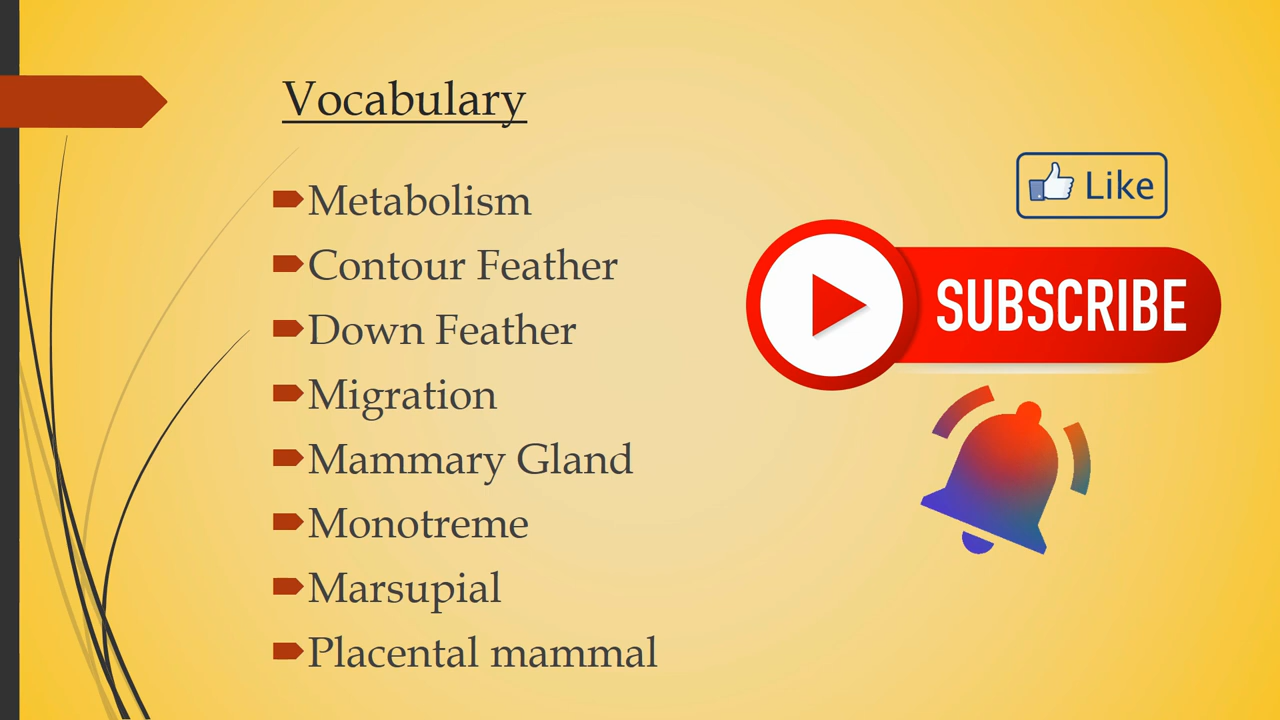 Vocabulary
Metabolism
Contour Feather
Down Feather
Migration
Mammary Gland
Monotreme
Marsupial
Placental mammal
Like
SUBSCRIBE